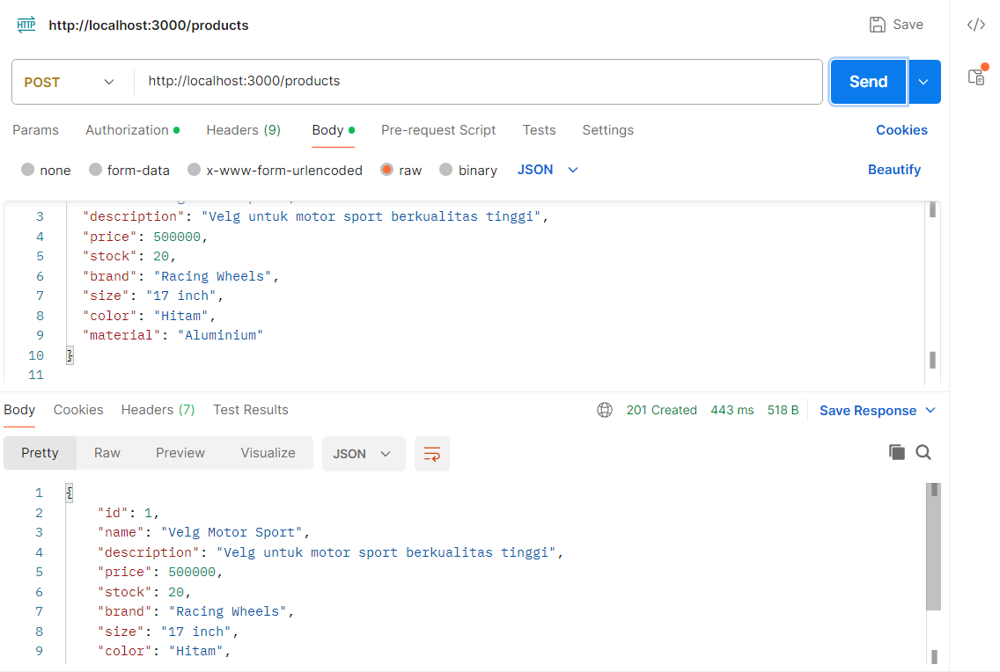 HTTP http://localhost:3000/products Save </>
POST http://localhost:3000/products Send
Params Authorization Headers (9) Body Pre-request Script Tests Settings Cookies
none form-data x-www-form-urlencoded raw binary JSON Beautify
3 "description": "Velg untuk motor sport berkualitas tinggi",
4 "price": 500000,
5 "stock": 20,
6 "brand": "Racing Wheels",
7 "size": "17 inch",
8 "color": "Hitam",
9 "material": "Aluminium"
10 }
11
Body Cookies Headers (7) Test Results 201 Created 443 ms 518 B Save Response
Pretty Raw Preview Visualize JSON
1 {
2 "id": 1,
3 "name": "Velg Motor Sport",
4 "description": "Velg untuk motor sport berkualitas tinggi",
5 "price": 500000,
6 "stock": 20,
7 "brand": "Racing Wheels",
8 "size": "17 inch",
9 "color": "Hitam",